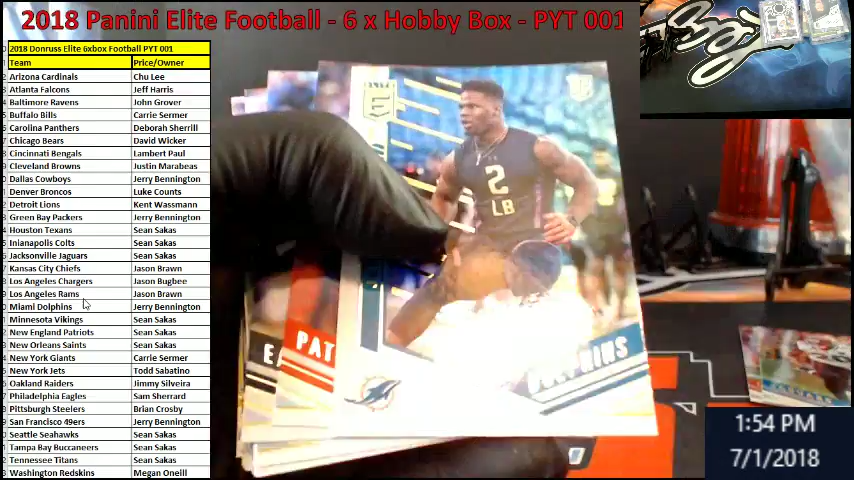 2018 Panini Elite Football - 6 x Hobby Box - PYT 001
2018 Donruss Elite 6xbox Football PYT 001
Team Price/Owner
Arizona Cardinals Chu Lee
Atlanta Falcons Jeff Harris
Baltimore Ravens John Grover
Buffalo Bills Carrie Sermer
Carolina Panthers Deborah Sherrill
Chicago Bears David Wicker
Cincinnati Bengals Lambert Paul
Cleveland Browns Justin Marabeas
Dallas Cowboys Jerry Bennington
Denver Broncos Luke Counts
Detroit Lions Kent Wassmann
Green Bay Packers Jerry Bennington
Houston Texans Sean Sakas
Inianapolis Colts Sean Sakas
Jacksonville Jaguars Sean Sakas
Kansas City Chiefs Jason Brawn
Los Angeles Chargers Jason Bugbee
Los Angeles Rams Jason Brawn
Miami Dolphins Jerry Bennington
Minnesota Vikings Sean Sakas
New England Patriots Sean Sakas
New Orleans Saints Sean Sakas
New York Giants Carrie Sermer
New York Jets Todd Sabatino
Oakland Raiders Jimmy Silveira
Philadelphia Eagles Sam Sherrard
Pittsburgh Steelers Brian Crosby
San Francisco 49ers Jerry Bennington
Seattle Seahawks Sean Sakas
Tampa Bay Buccaneers Sean Sakas
Tennessee Titans Sean Sakas
Washington Redskins Megan Oneill
E
2
LB
PAT
DOLPHINS
1:54 PM
7/1/2018